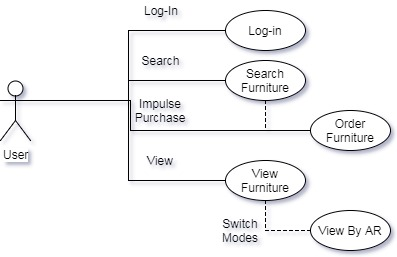 Log-In
Log-in
Search
Search
Furniture
Impulse
Purchase
Order
Furniture
User
View
View
Furniture
Switch
Modes
View By AR